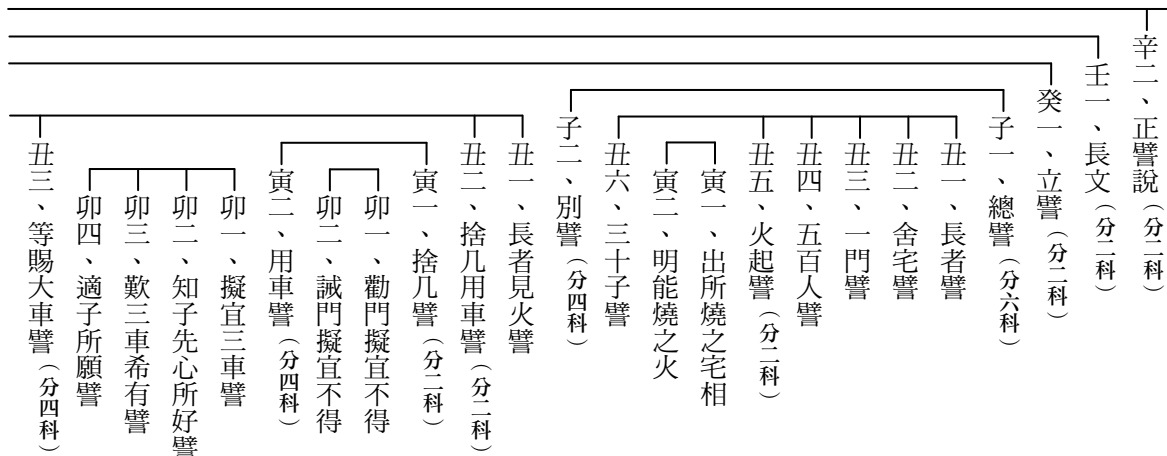 辛二、正譬說（分二科）
壬一、長文（分二科）
癸一、立譬（分二科）
子一、總譬（分六科）
丑一、長者譬
丑二、舍宅譬
丑三、一門譬
丑四、五百人譬
丑五、火起譬（分二科）
寅一、出所燒之宅相
寅二、明能燒之火
丑六、三十子譬
子二、別譬（分四科）
丑一、長者見火譬
丑二、捨几用車譬（分二科）
寅一、捨几譬（分二科）
卯一、勸門擬宜不得
卯二、誡門擬宜不得
寅二、用車譬（分四科）
卯一、擬宜三車譬
卯二、知子先心所好譬
卯三、歎三車希有譬
卯四、適子所願譬
丑三、等賜大車譬（分四科）